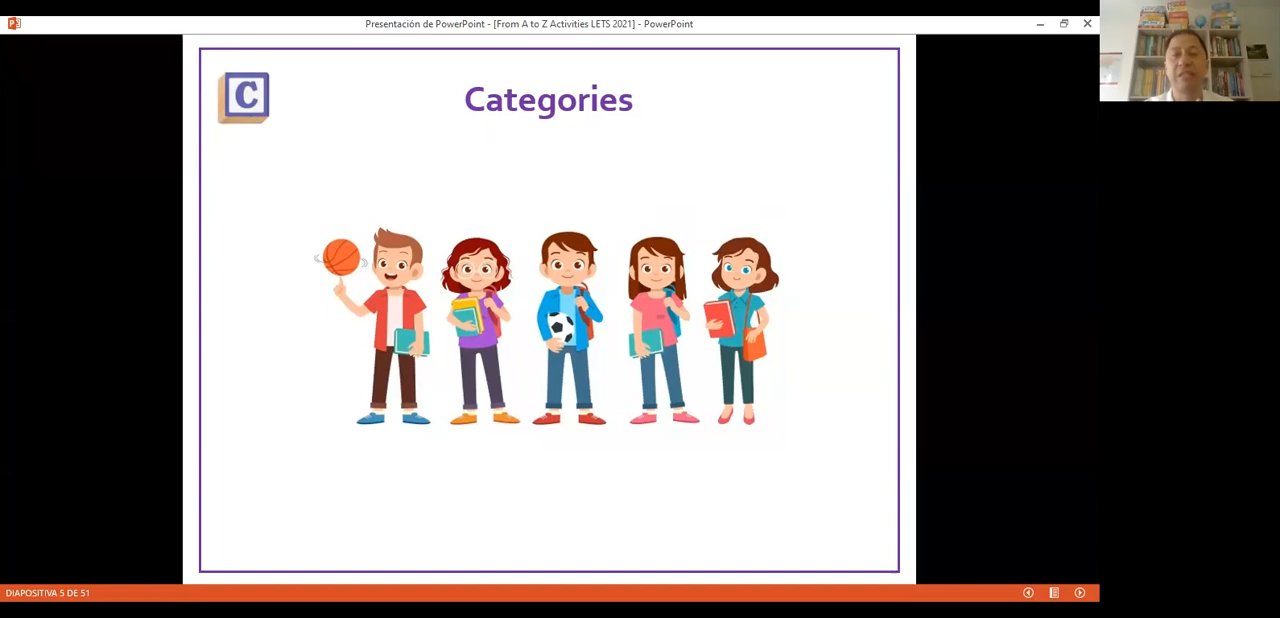 Presentación de PowerPoint - [From A to Z Activities LETS 2021] - PowerPoint
C
Categories
DIAPOSITIVA 5 DE 51